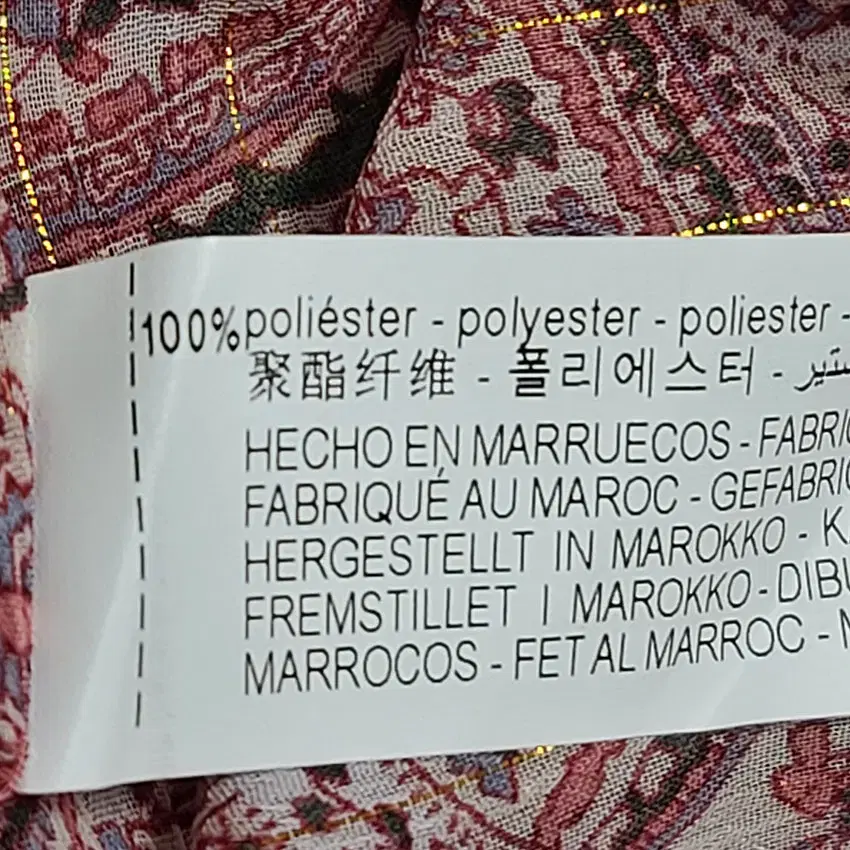 100% poliéster - polyester - poliester -
聚酯纤维 - 폴리에스터 -
HECHO EN MARRUECOS -
FABRIQUÉ AU MAROC -
HERGESTELLT IN MAROKKO -
FREMSTILLET I MAROKKO -
MARROCOS - FET AL MARROC -